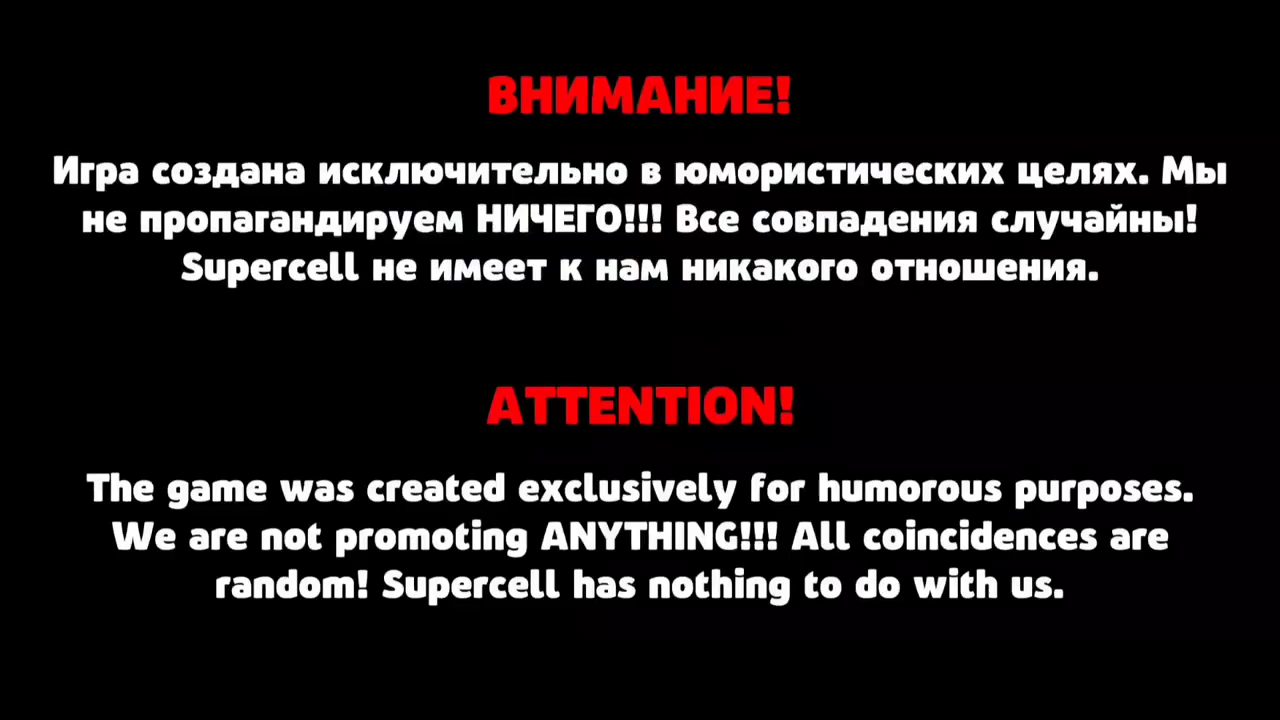 ВНИМАНИЕ!
Игра создана исключительно в юмористических целях. Мы
не пропагандируем НИЧЕГО!!! Все совпадения случайны!
Supercell не имеет к нам никакого отношения.
ATTENTION!
The game was created exclusively for humorous purposes.
We are not promoting ANYTHING!!! All coincidences are
random! Supercell has nothing to do with us.